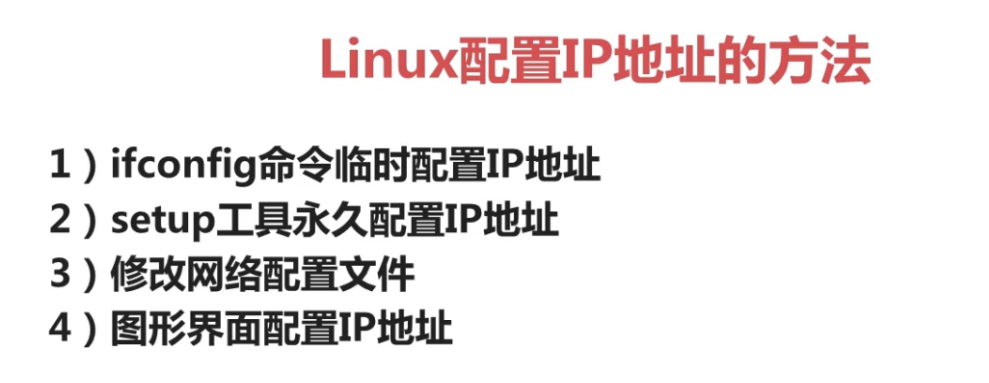 Linux配置IP地址的方法
1）ifconfig命令临时配置IP地址
2）setup工具永久配置IP地址
3）修改网络配置文件
4）图形界面配置IP地址